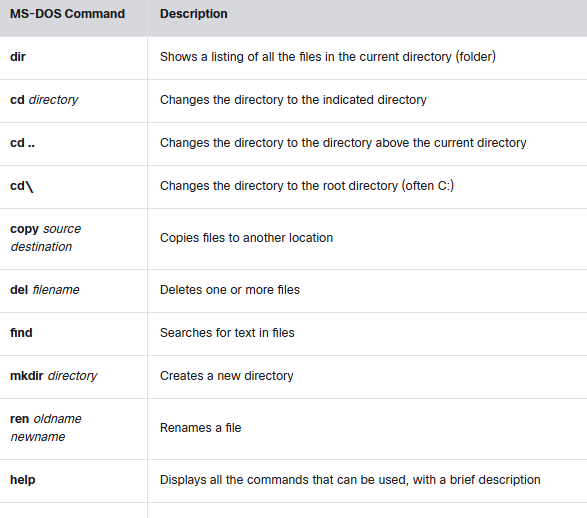 MS-DOS Command Description
dir Shows a listing of all the files in the current directory (folder)
cd directory Changes the directory to the indicated directory
cd .. Changes the directory to the directory above the current directory
cd\ Changes the directory to the root directory (often C:)
copy source
destination
Copies files to another location
del filename Deletes one or more files
find Searches for text in files
mkdir directory Creates a new directory
ren oldname
newname
Renames a file
help Displays all the commands that can be used, with a brief description